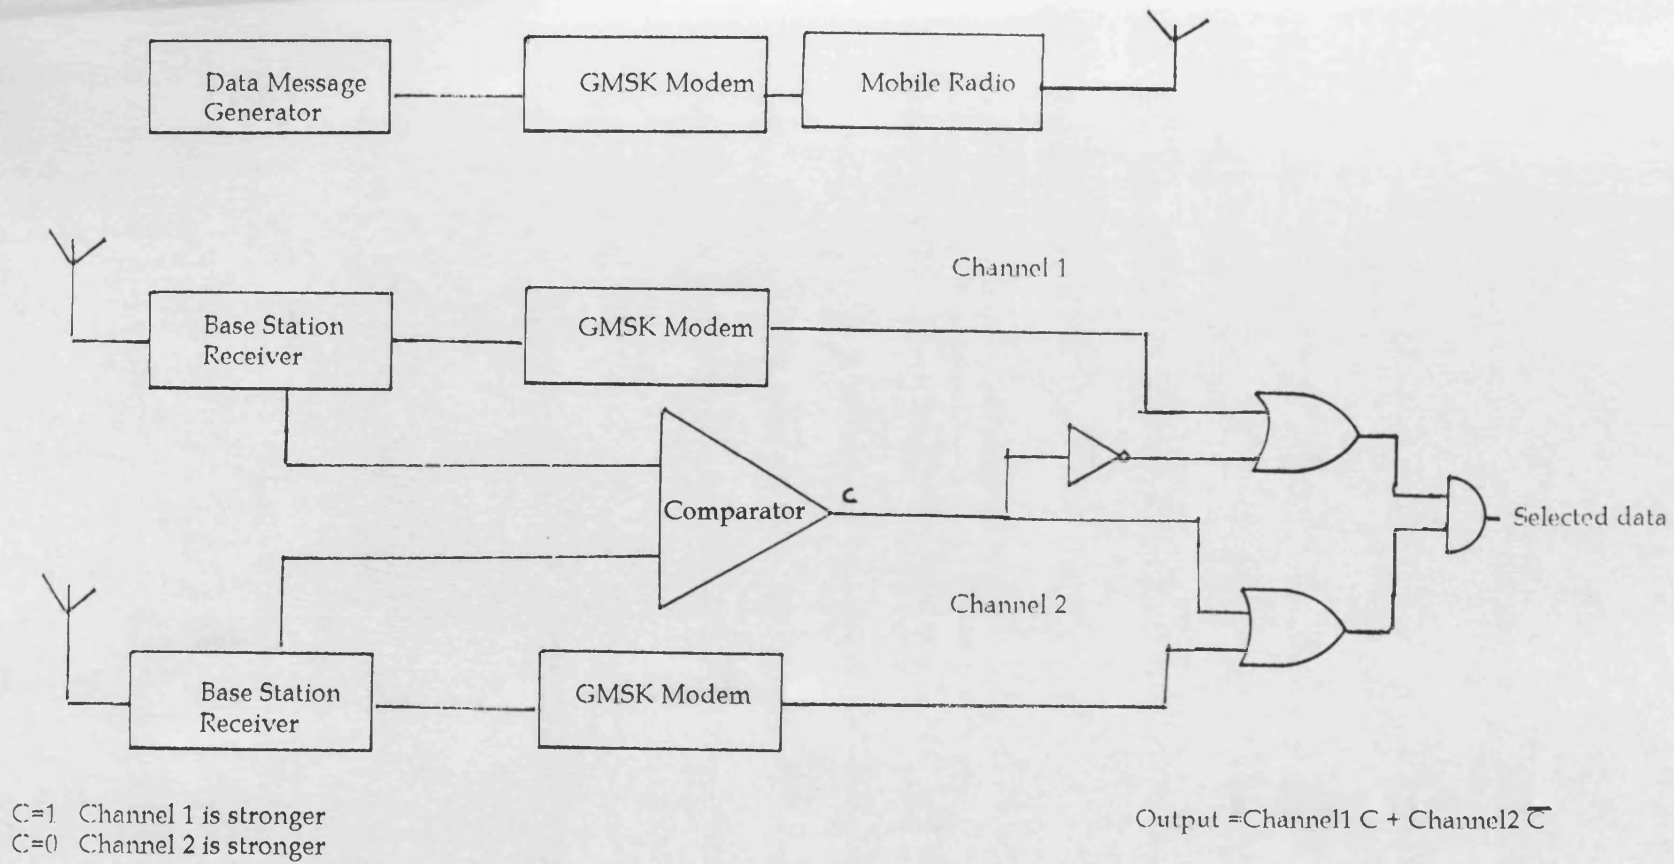 Data Message
Generator
GMSK Modem
Mobile Radio
Channel 1
Base Station
Receiver
GMSK Modem
Comparator
C
Selected data
Channel 2
Base Station
Receiver
GMSK Modem
C=1 Channel 1 is stronger
C=0 Channel 2 is stronger
Output =Channel1 C + Channel2 C̅